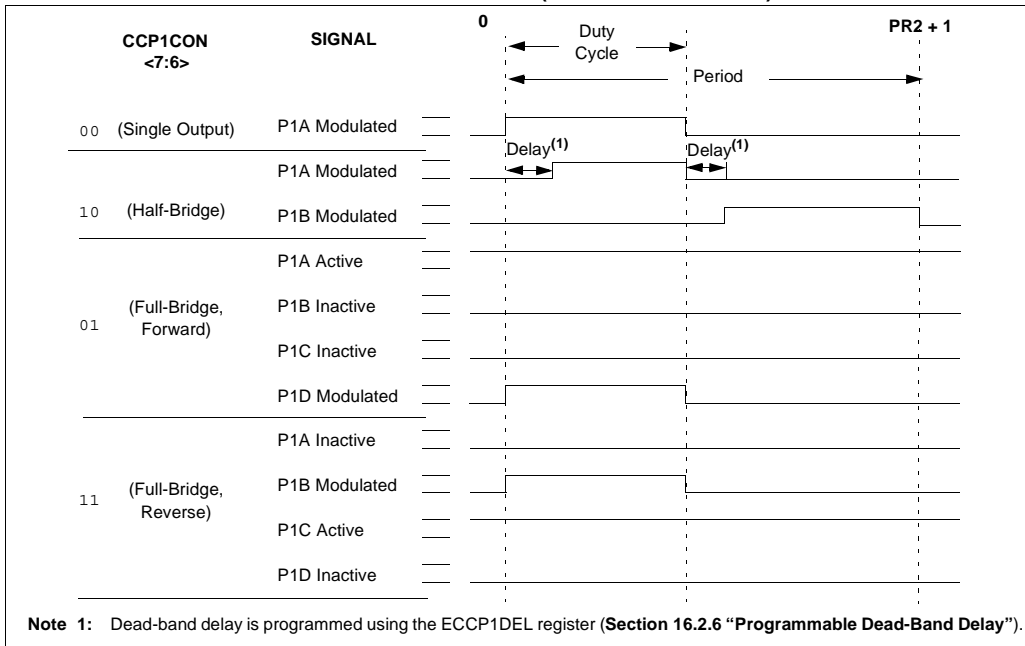 0
PR2 + 1
CCP1CON
<7:6>
SIGNAL
Duty
Cycle
Period
00 (Single Output) P1A Modulated
Delay(1) Delay(1)
P1A Modulated
10 (Half-Bridge) P1B Modulated
P1A Active
01 (Full-Bridge,
Forward)
P1B Inactive
P1C Inactive
P1D Modulated
P1A Inactive
11 (Full-Bridge,
Reverse)
P1B Modulated
P1C Active
P1D Inactive
Note 1: Dead-band delay is programmed using the ECCP1DEL register (Section 16.2.6 “Programmable Dead-Band Delay”).